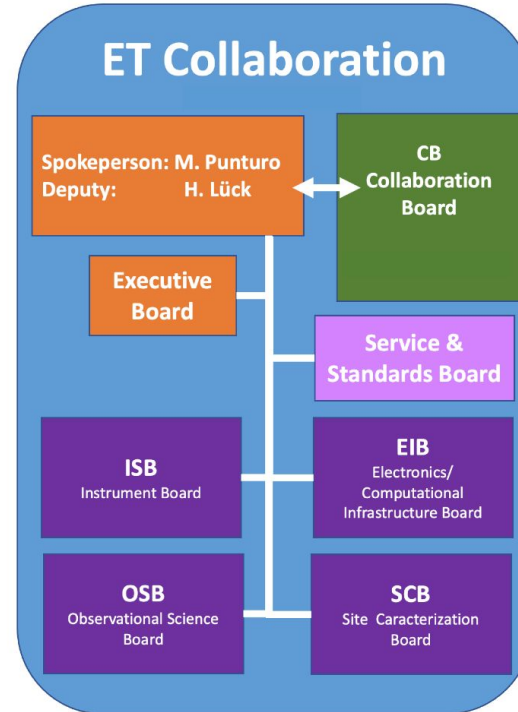 ET Collaboration
Spokeperson: M. Punturo
Deputy: H. Lück
CB
Collaboration
Board
Executive
Board
Service &
Standards Board
ISB
Instrument Board
EIB
Electronics/
Computational
Infrastructure Board
OSB
Observational Science
Board
SCB
Site Caracterization
Board